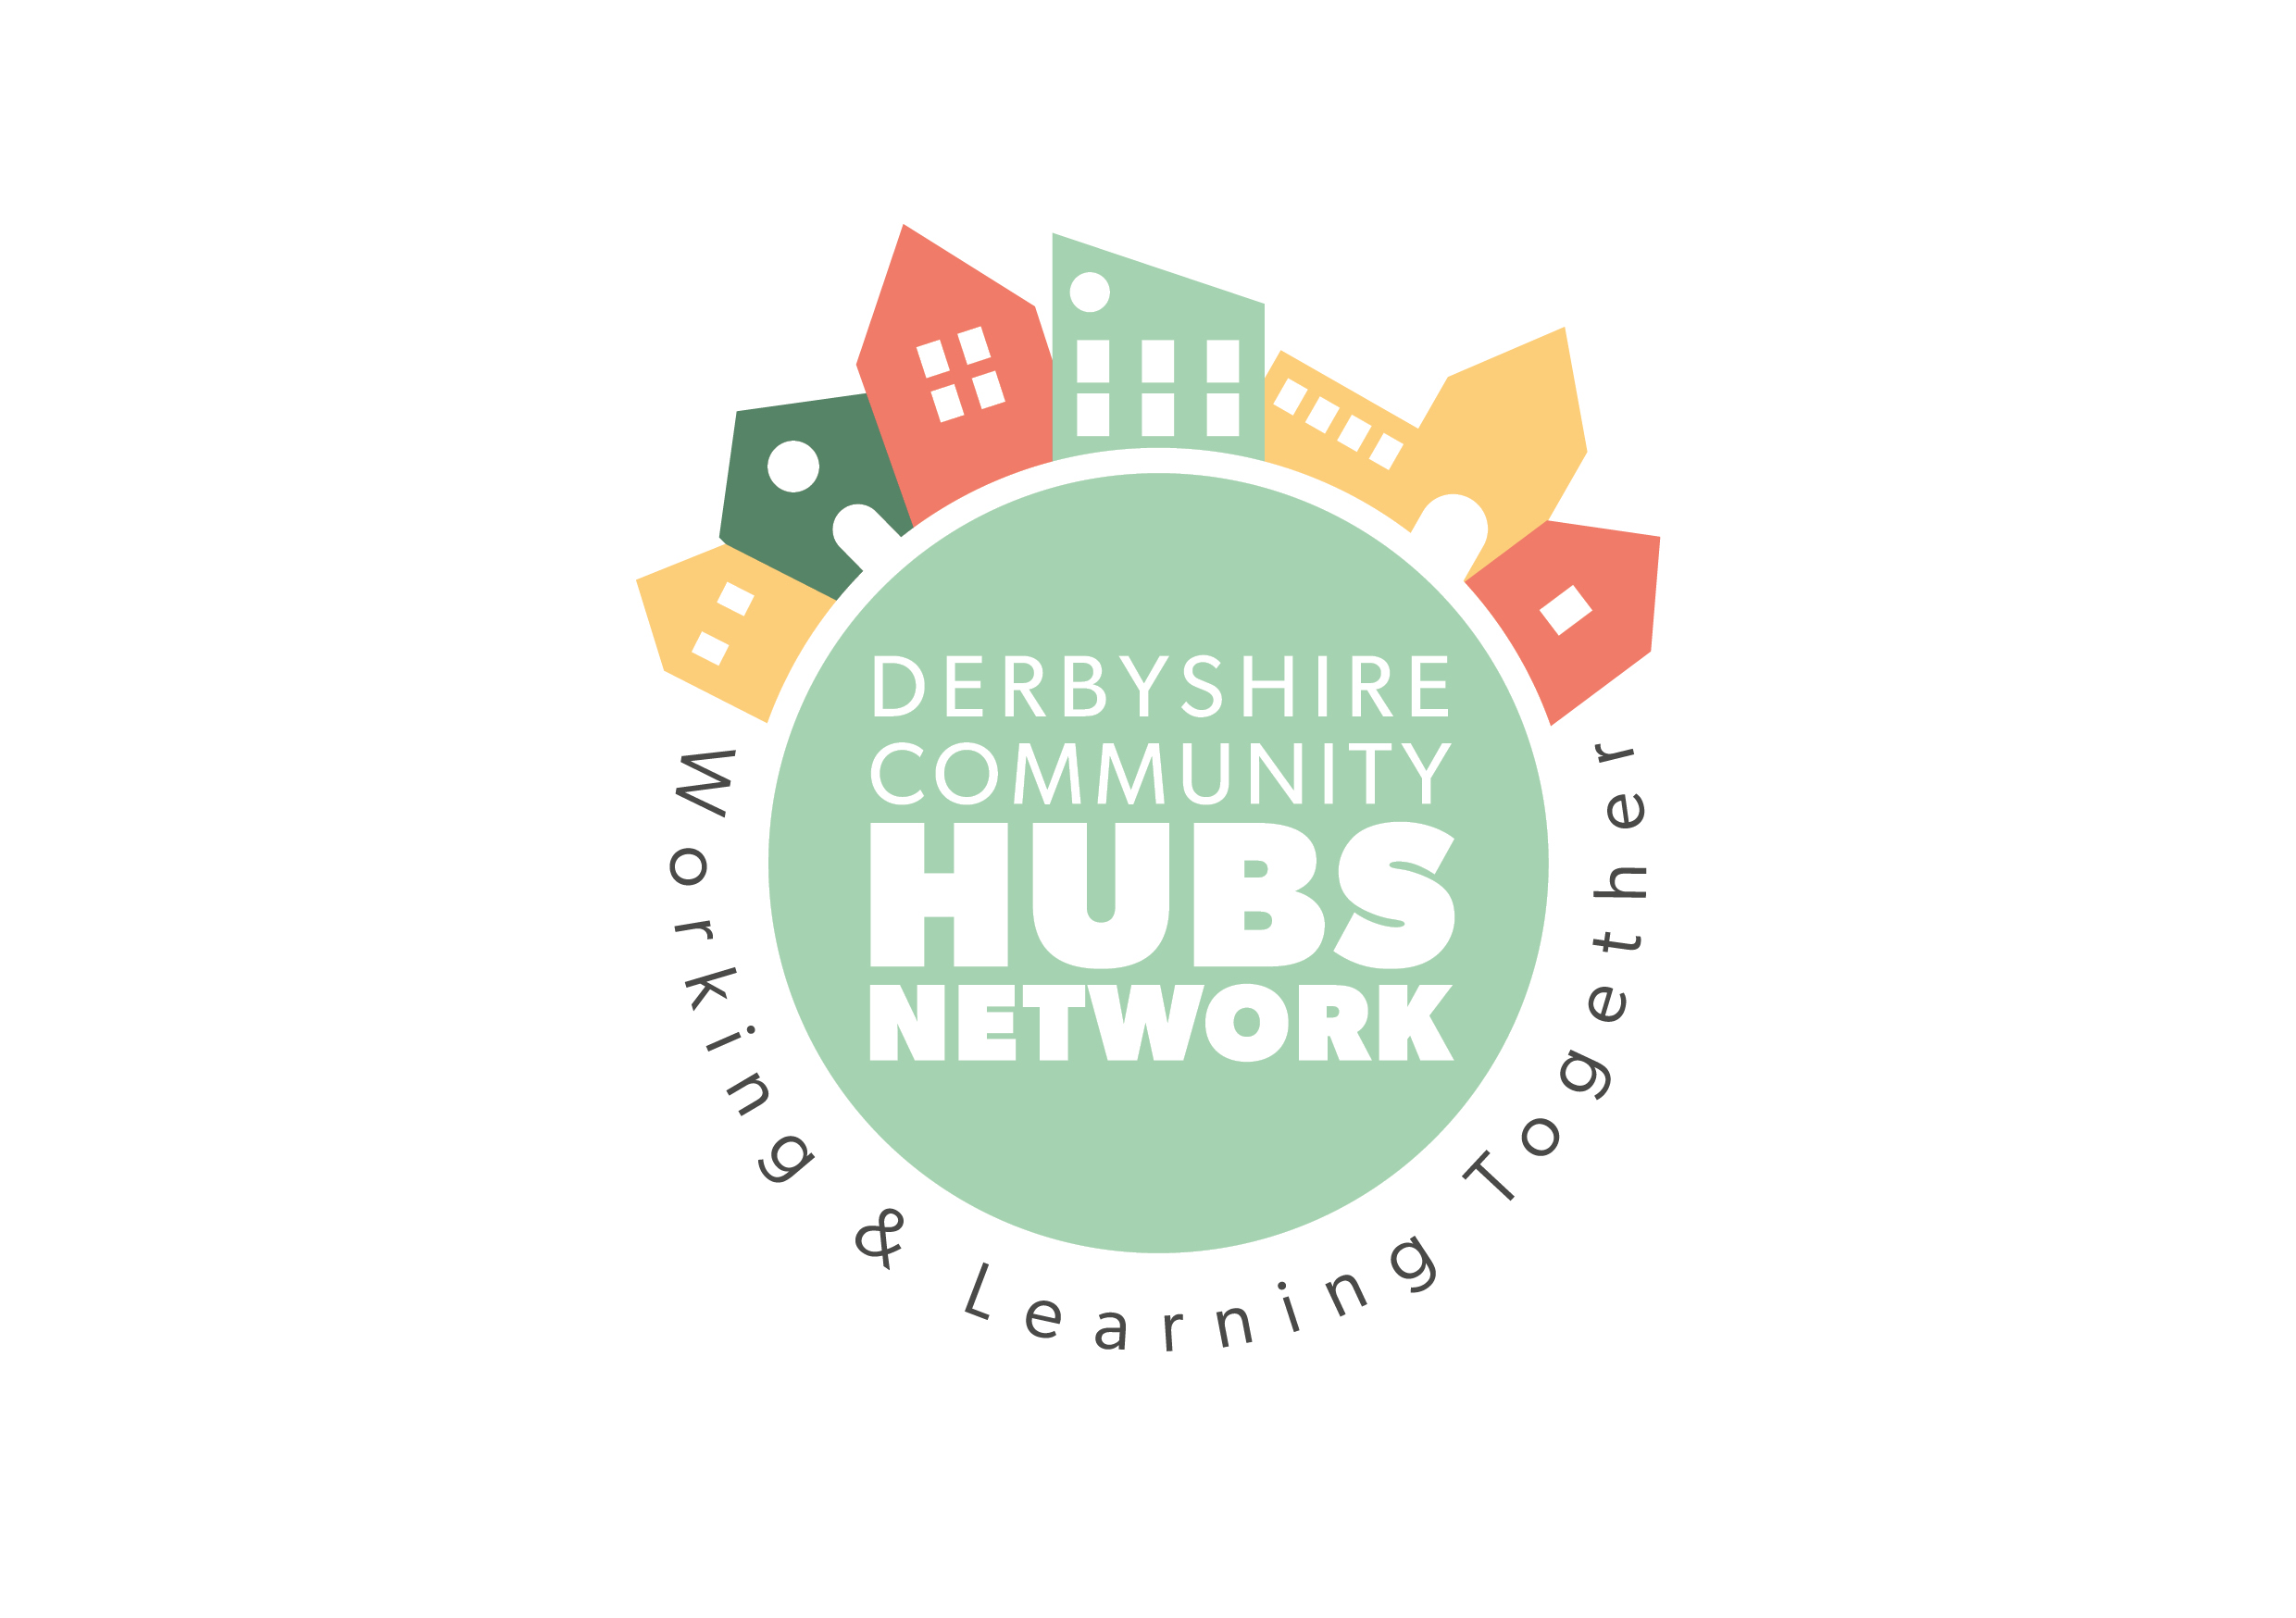 DERBYSHIRE
COMMUNITY
HUBS
NETWORK
Working & Learning Together